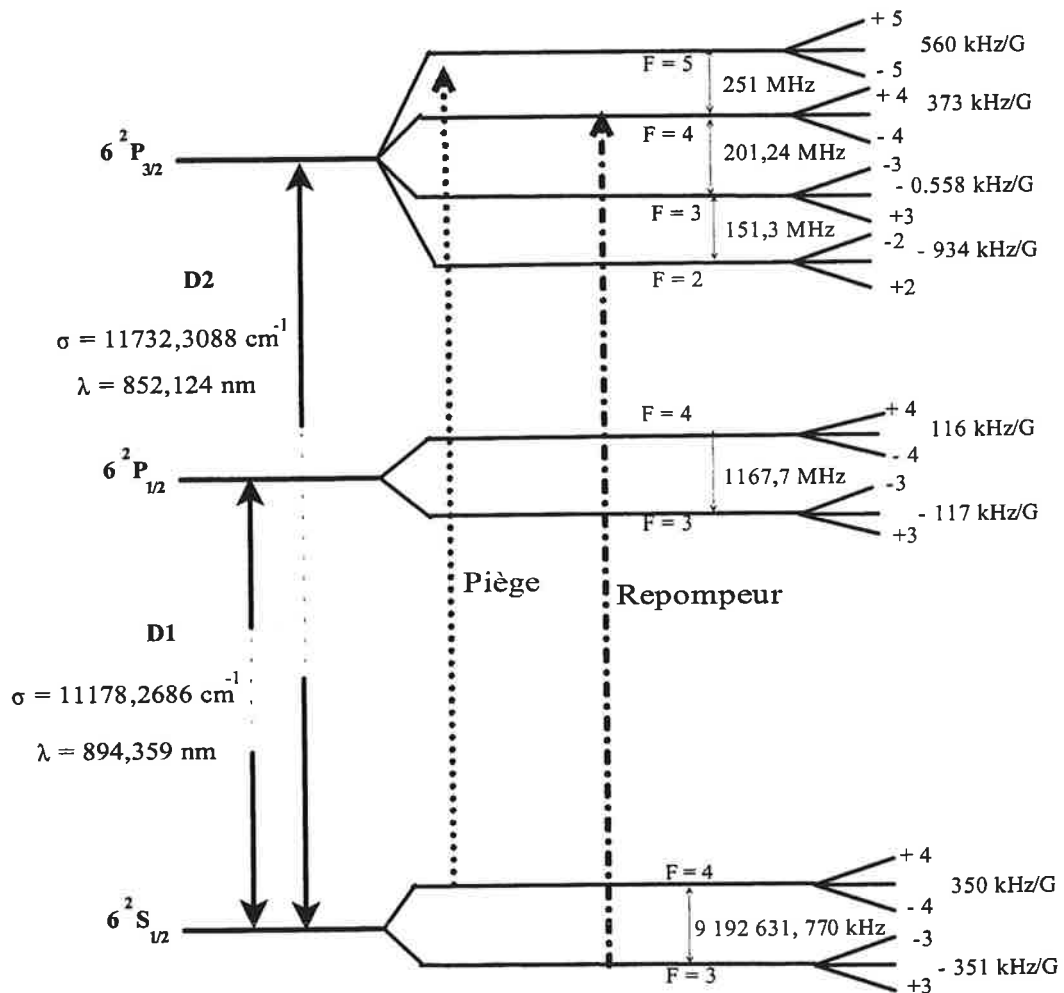 + 5
560 kHz/G
F = 5
- 5
251 MHz
+ 4
373 kHz/G
F = 4
- 4
6 ²P₃/₂
201,24 MHz
-3
- 0.558 kHz/G
F = 3
+3
151,3 MHz
-2
- 934 kHz/G
F = 2
+2
D2
σ = 11732,3088 cm⁻¹
λ = 852,124 nm
F = 4
+ 4
116 kHz/G
- 4
6 ²P₁/₂
1167,7 MHz
-3
- 117 kHz/G
F = 3
+3
Piège
Repompeur
D1
σ = 11178,2686 cm⁻¹
λ = 894,359 nm
+ 4
F = 4
350 kHz/G
- 4
6 ²S₁/₂
9 192 631, 770 kHz
-3
- 351 kHz/G
F = 3
+3